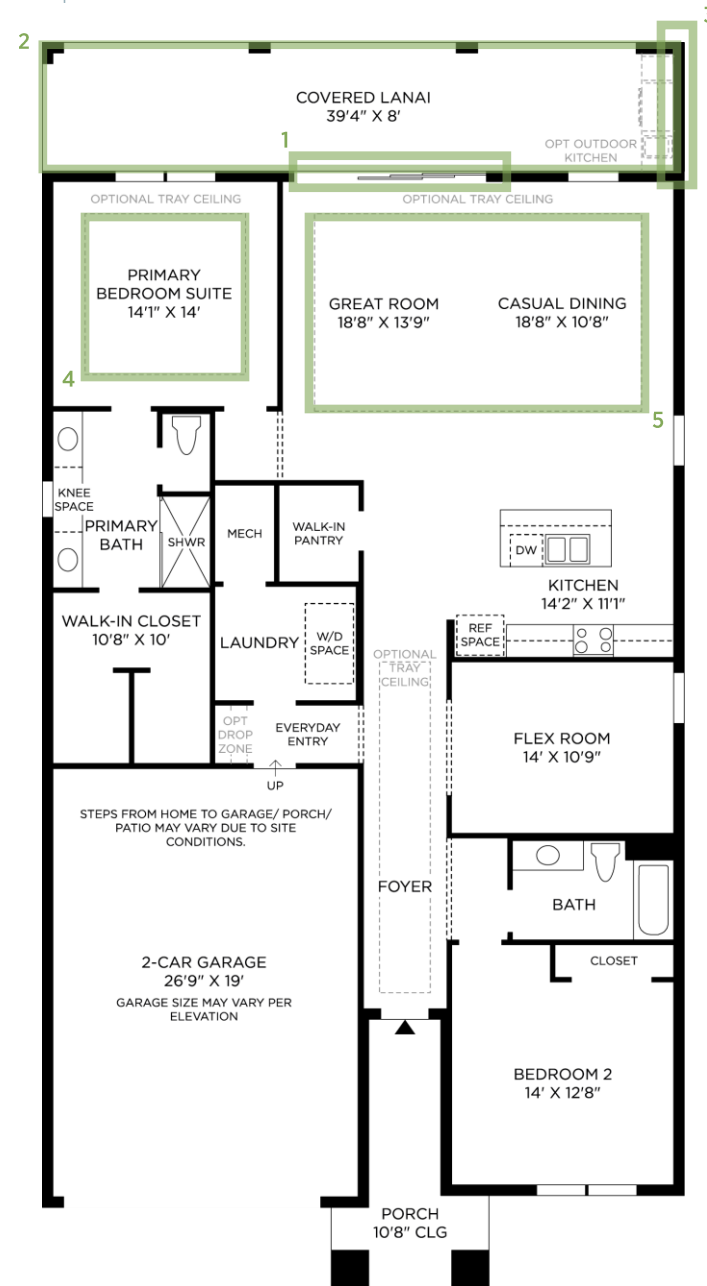 3
2
COVERED LANAI
39'4" X 8'
1
OPT OUTDOOR
KITCHEN
OPTIONAL TRAY CEILING
OPTIONAL TRAY CEILING
PRIMARY
BEDROOM SUITE
14'1" X 14'
GREAT ROOM
18'8" X 13'9"
CASUAL DINING
18'8" X 10'8"
4
5
KNEE
SPACE
PRIMARY
BATH
SHWR
MECH
WALK-IN
PANTRY
DW
KITCHEN
14'2" X 11'1"
WALK-IN CLOSET
10'8" X 10'
LAUNDRY
W/D
SPACE
REF
SPACE
OPTIONAL
TRAY
CEILING
OPT
DROP
ZONE
EVERYDAY
ENTRY
UP
FLEX ROOM
14' X 10'9"
STEPS FROM HOME TO GARAGE/ PORCH/
PATIO MAY VARY DUE TO SITE
CONDITIONS.
FOYER
BATH
2-CAR GARAGE
26'9" X 19'
GARAGE SIZE MAY VARY PER
ELEVATION
CLOSET
BEDROOM 2
14' X 12'8"
PORCH
10'8" CLG